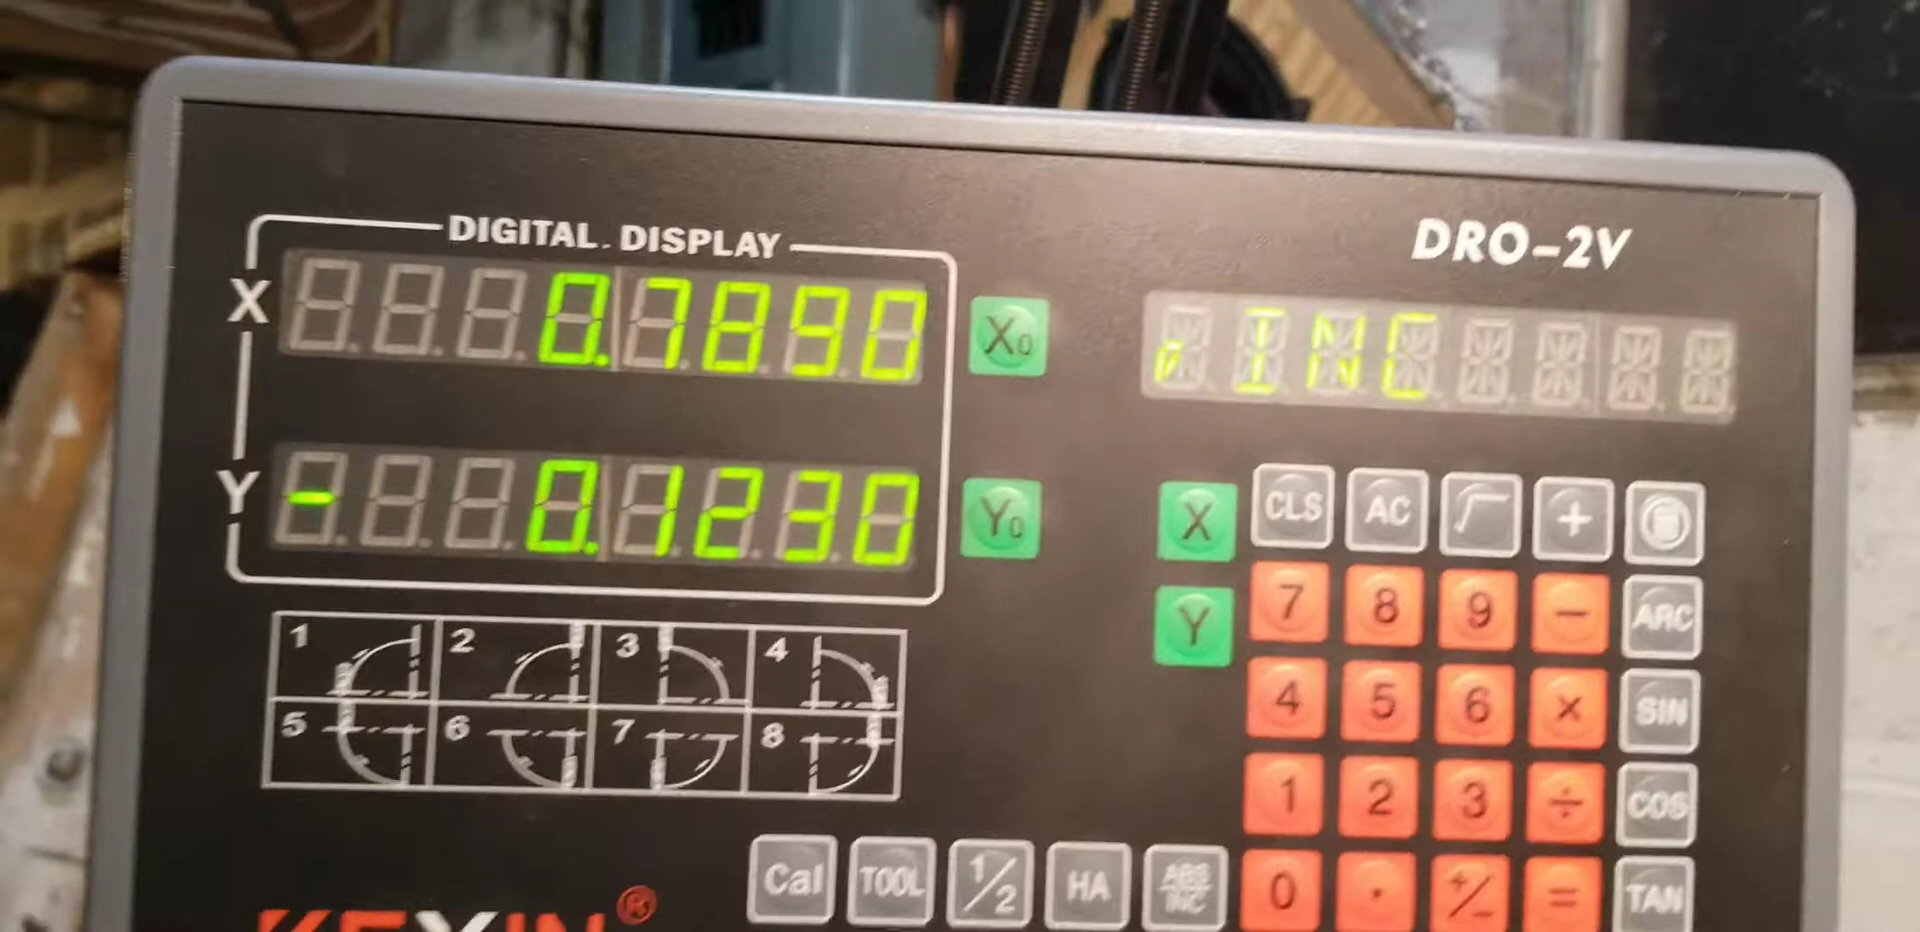 DIGITAL. DISPLAY
DRO-2V
X 0.7890 X0
INC
Y -0.1230 Y0
X CLS AC +
Y 7 8 9 - ARC
1 2 3 4
4 5 6 × SIN
5 6 7 8
1 2 3 ÷ COS
Cal TOOL 1/2 HA ABS/INC 0 . +/- = TAN
KEXIN®